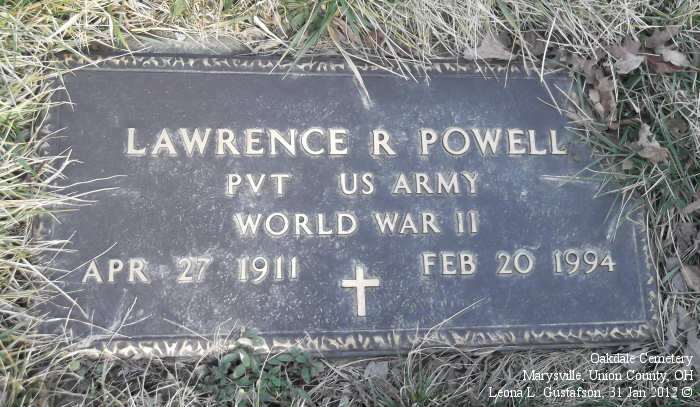 LAWRENCE R POWELL
PVT US ARMY
WORLD WAR II
APR 27 1911 FEB 20 1994
Oakdale Cemetery
Marysville, Union County, OH
Leona L. Gustafson, 31 Jan 2012 ©